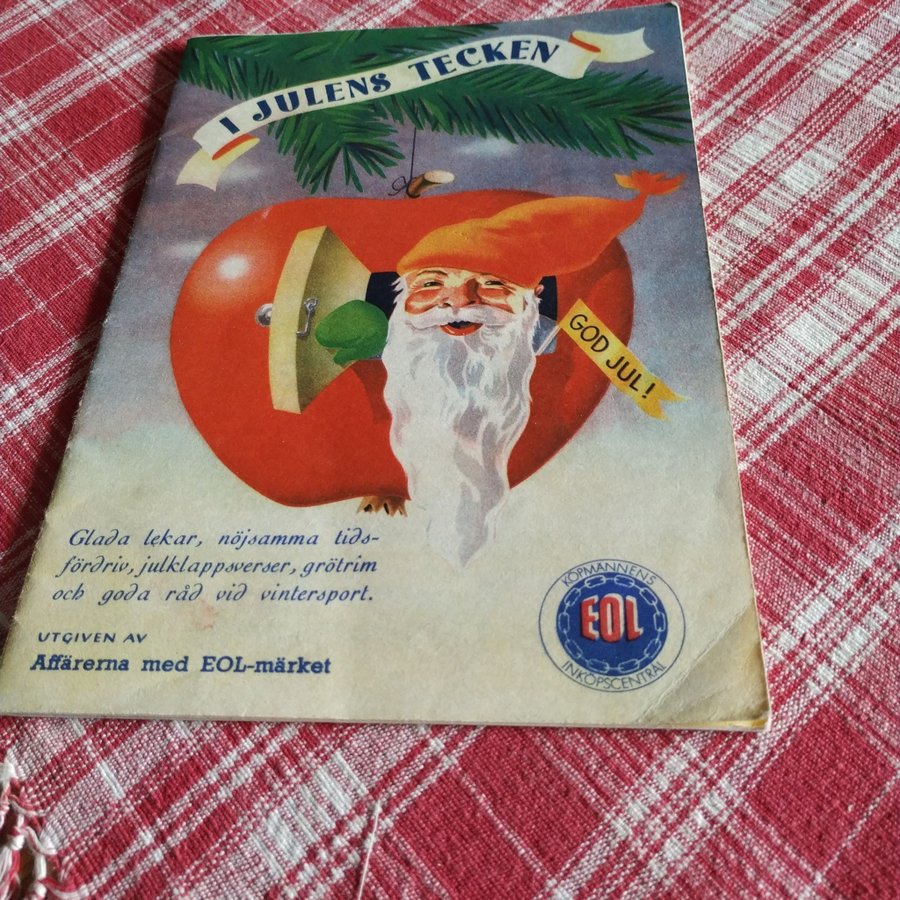 I JULENS TECKEN
GOD JUL!
Glada lekar, nöjsamma tids-
fördriv, julklappsverser, grötrim
och goda råd vid vintersport.
UTGIVEN AV
Affärerna med EOL-märket
KÖPMANNENS
EOL
INKÖPSCENTRAL